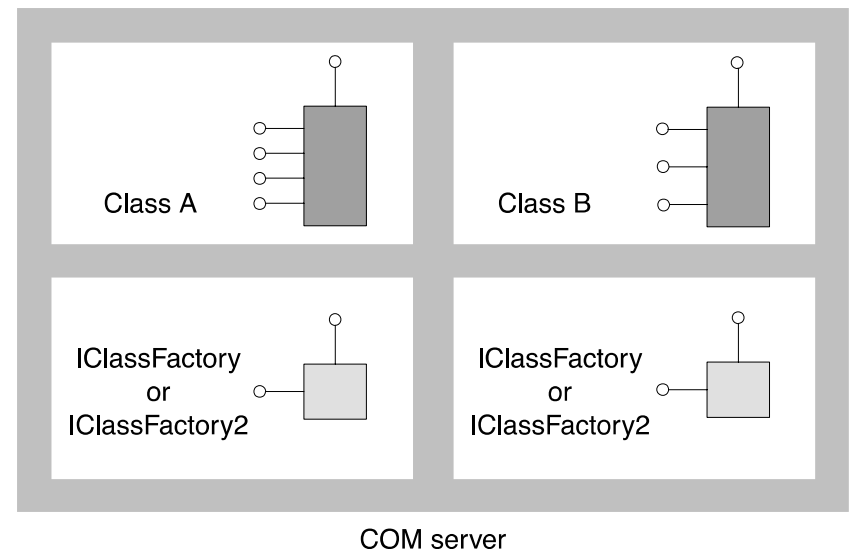 Class A
Class B
IClassFactory
or
IClassFactory2
IClassFactory
or
IClassFactory2
COM server